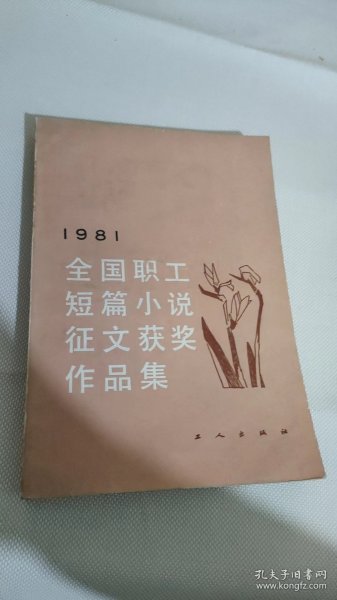 1981
全国职工
短篇小说
征文获奖
作品集
工人出版社
孔夫子旧书网
www.kongfz.com